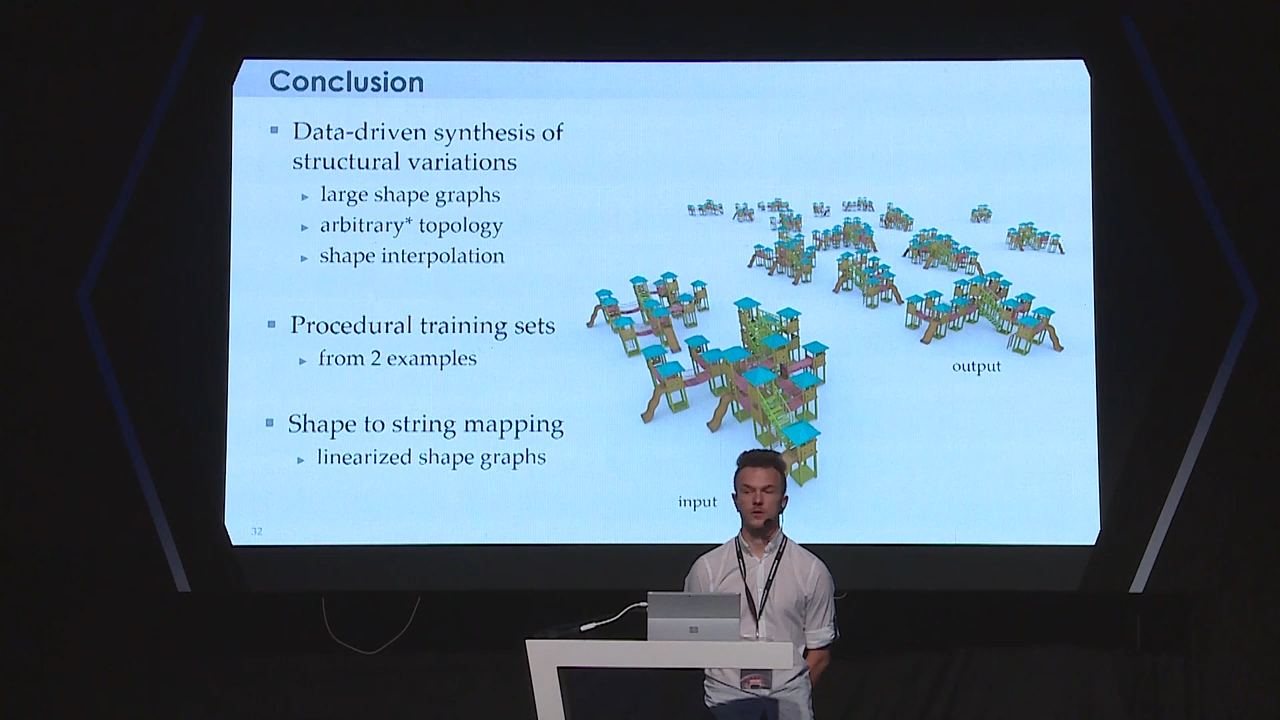 Conclusion
Data-driven synthesis of
structural variations
large shape graphs
arbitrary* topology
shape interpolation
Procedural training sets
from 2 examples
Shape to string mapping
linearized shape graphs
output
input
32